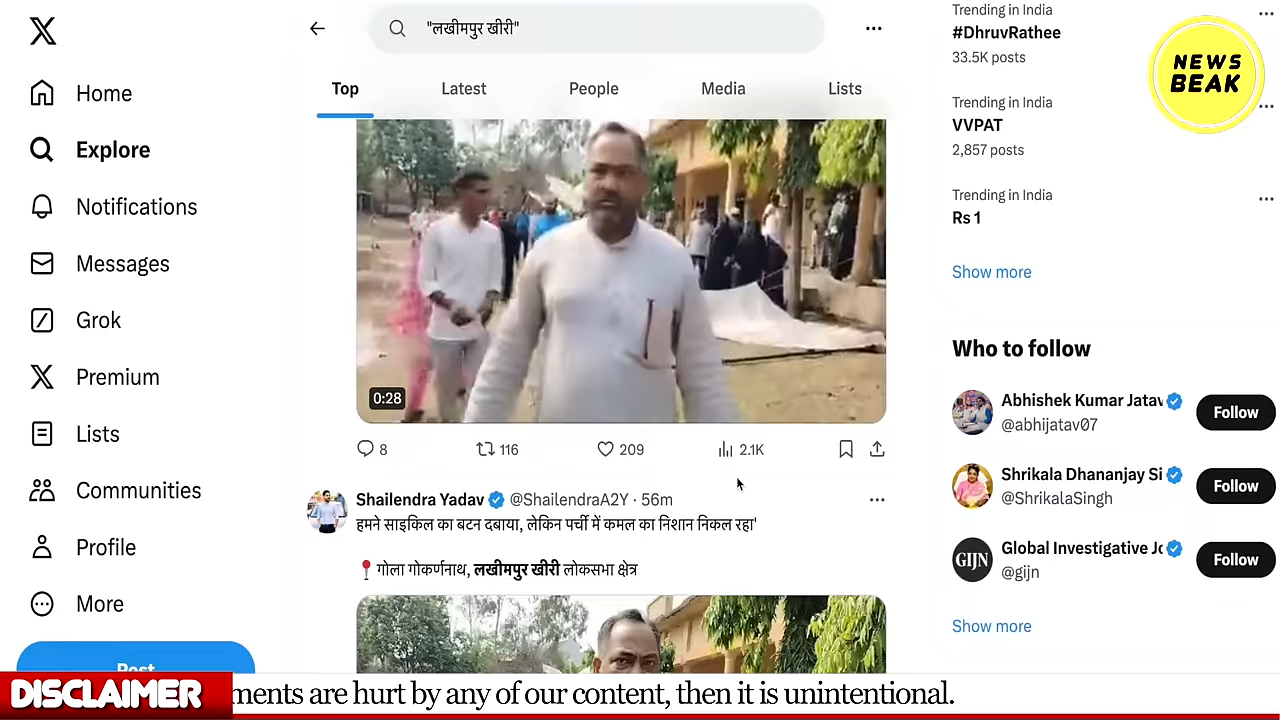 "लखीमपुर खीरी"
Top
Latest
People
Media
Lists
Home
Explore
Notifications
Messages
Grok
Premium
Lists
Communities
Profile
More
Post
0:28
8
116
209
2.1K
Shailendra Yadav @ShailendraA2Y · 56m
हमने साइकिल का बटन दबाया, लेकिन पर्ची में कमल का निशान निकल रहा'
गोला गोकर्णनाथ, लखीमपुर खीरी लोकसभा क्षेत्र
Trending in India
#DhruvRathee
33.5K posts
Trending in India
VVPAT
2,857 posts
Trending in India
Rs 1
Show more
Who to follow
Abhishek Kumar Jatav
@abhijatav07
Follow
Shrikala Dhananjay Si
@ShrikalaSingh
Follow
Global Investigative Jo
@gijn
Follow
GIJN
Show more
NEWS
BEAK
DISCLAIMER
ments are hurt by any of our content, then it is unintentional.